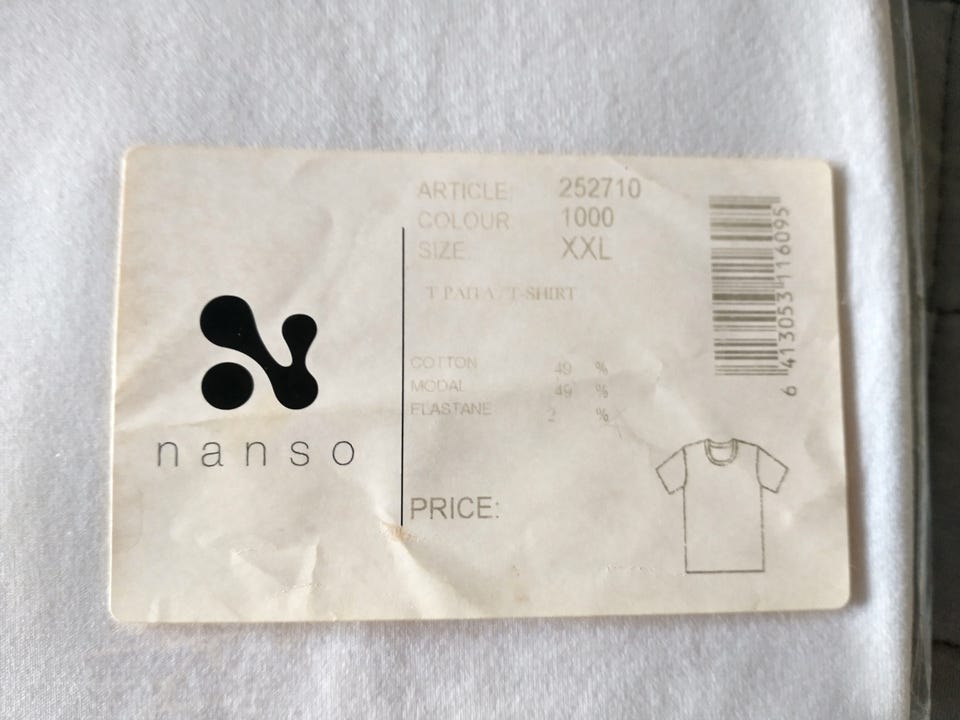 nanso
ARTICLE: 252710
COLOUR 1000
SIZE: XXL
T PAITA / T-SHIRT
COTTON 49 %
MODAL 49 %
ELASTANE 2 %
PRICE:
6 413053 116095